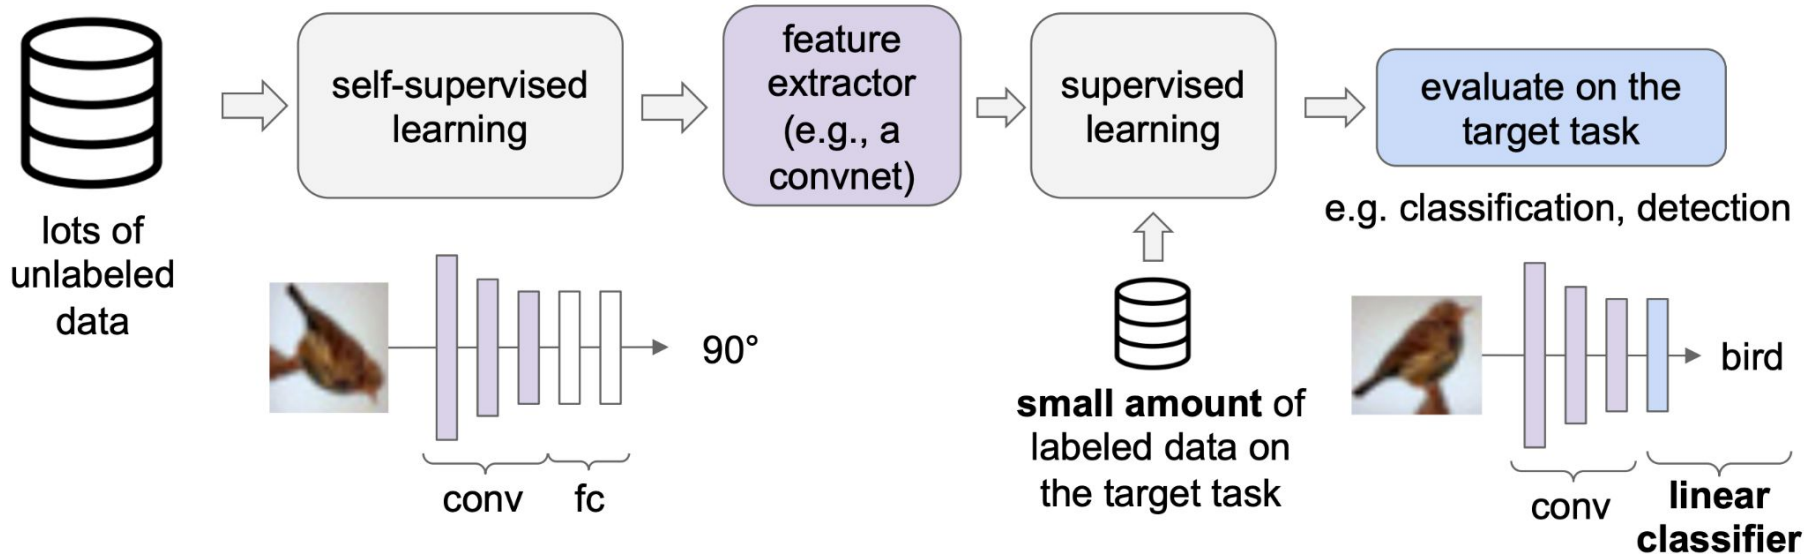 lots of
unlabeled
data
self-supervised
learning
feature
extractor
(e.g., a
convnet)
supervised
learning
evaluate on the
target task
e.g. classification, detection
90°
conv
fc
small amount of
labeled data on
the target task
bird
conv
linear
classifier